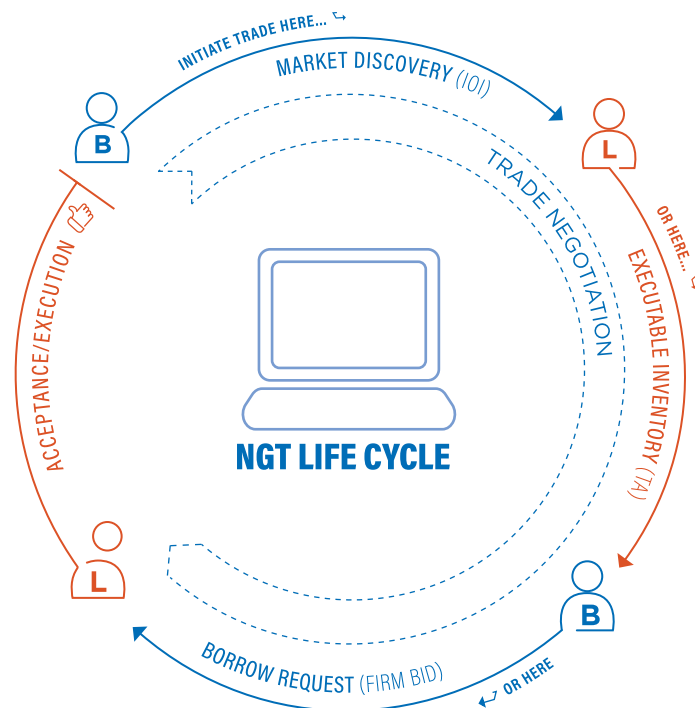 INITIATE TRADE HERE...
MARKET DISCOVERY (IOI)
B
L
TRADE NEGOTIATION
OR HERE...
EXECUTABLE INVENTORY (TA)
ACCEPTANCE/EXECUTION
NGT LIFE CYCLE
L
B
BORROW REQUEST (FIRM BID)
OR HERE